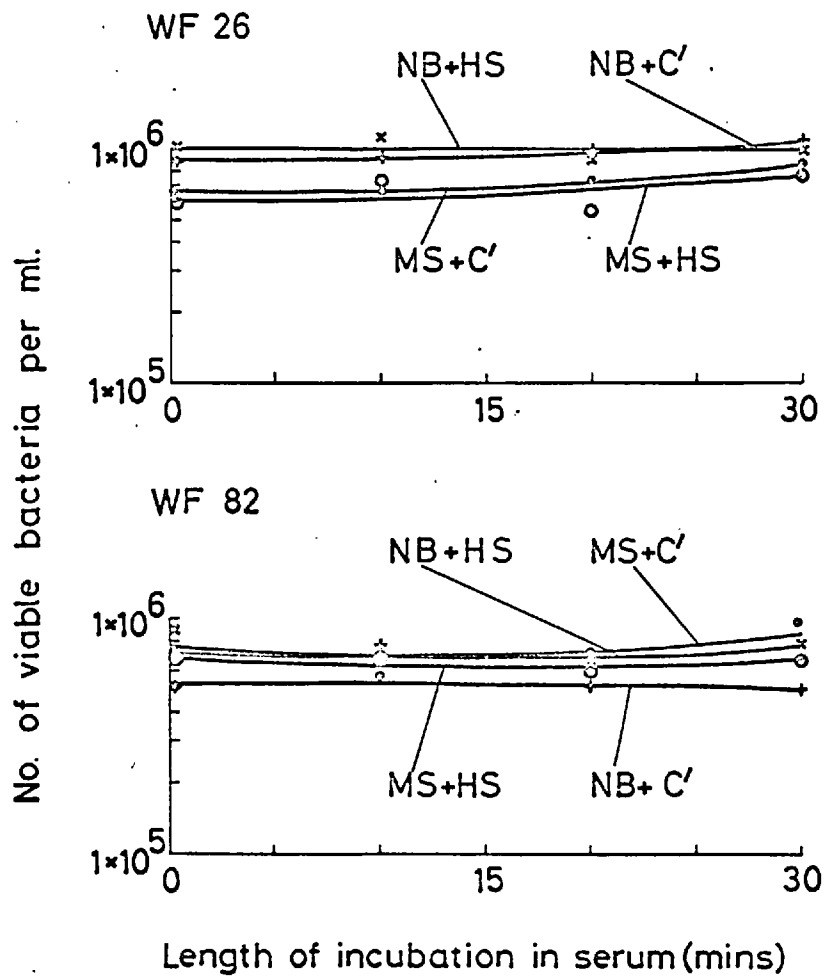 WF 26
NB+HS
NB+C′
1×10⁶
MS+C′
MS+HS
1×10⁵
0 15 30
WF 82
NB+HS
MS+C′
1×10⁶
MS+HS
NB+C′
1×10⁵
0 15 30
No. of viable bacteria per ml.
Length of incubation in serum (mins)